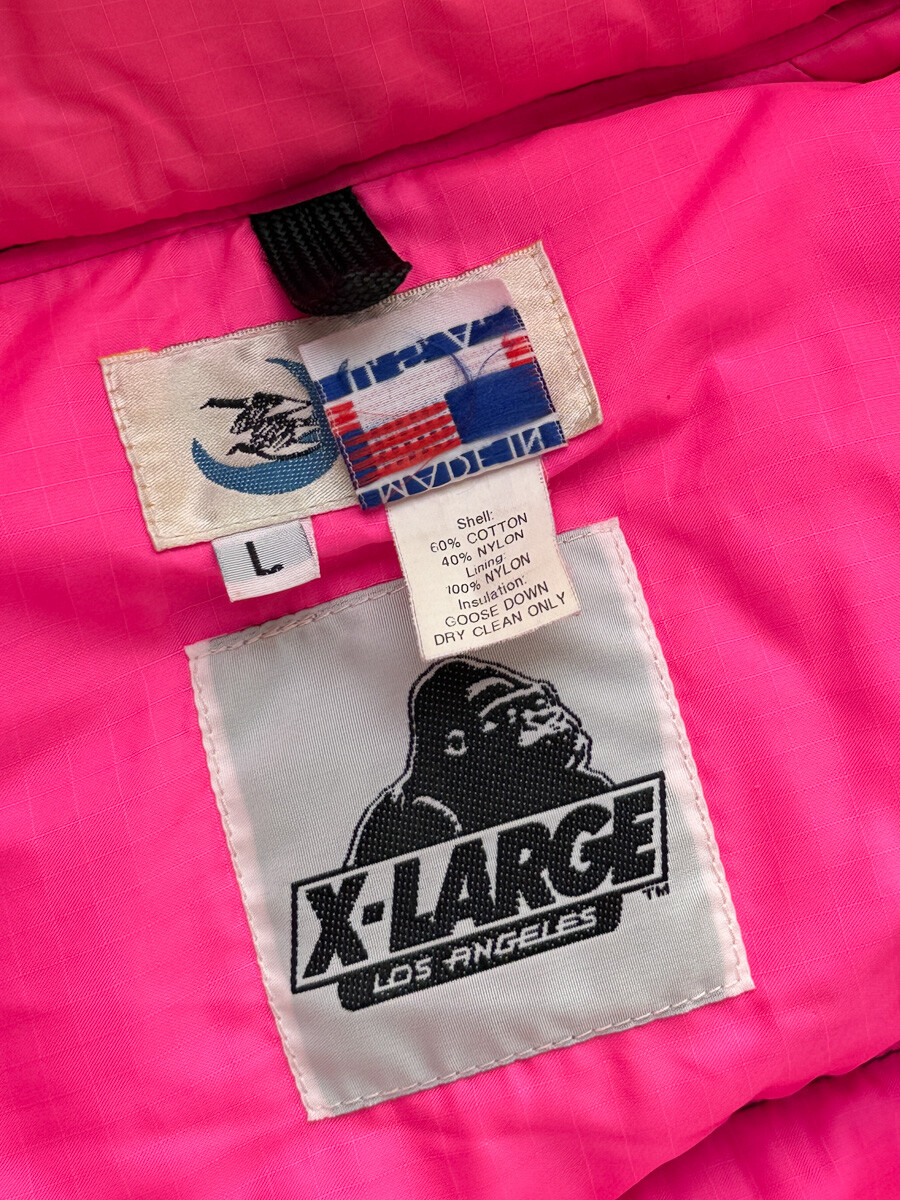 L
Shell:
60% COTTON
40% NYLON
Lining:
100% NYLON
Insulation:
GOOSE DOWN
DRY CLEAN ONLY
X-LARGE
TM
LOS ANGELES